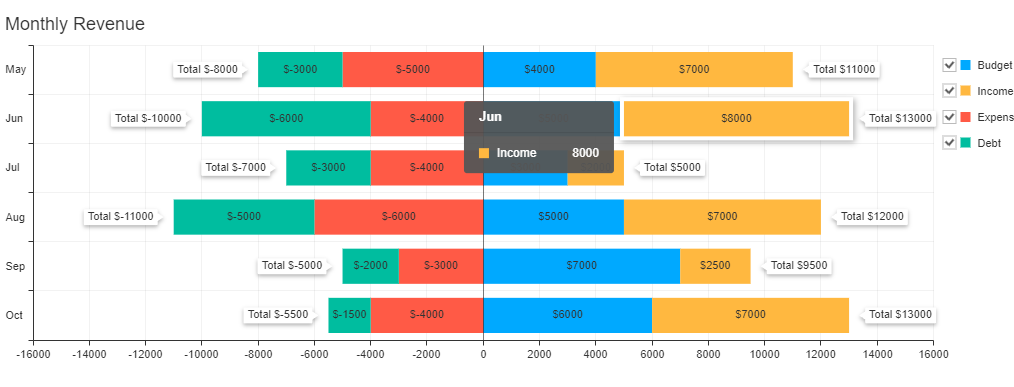 Monthly Revenue
May Total $-8000 $-3000 $-5000 $4000 $7000 Total $11000
Budget
Income
Expens
Debt
Jun Total $-10000 $-6000 $-4000 $8000 Total $13000
Jun
Income 8000
Jul Total $-7000 $-3000 $-4000 Total $5000
Aug Total $-11000 $-5000 $-6000 $5000 $7000 Total $12000
Sep Total $-5000 $-2000 $-3000 $7000 $2500 Total $9500
Oct Total $-5500 $-1500 $-4000 $6000 $7000 Total $13000
-16000 -14000 -12000 -10000 -8000 -6000 -4000 -2000 0 2000 4000 6000 8000 10000 12000 14000 16000